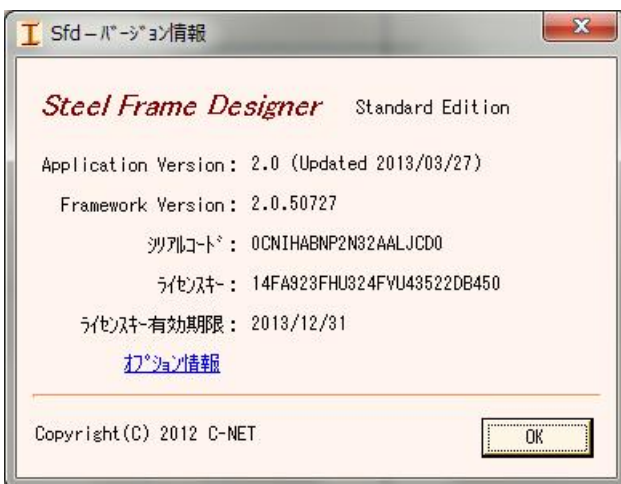 Sfd－ﾊﾞｰｼﾞｮﾝ情報
Steel Frame Designer Standard Edition
Application Version: 2.0 (Updated 2013/03/27)
Framework Version: 2.0.50727
ｼﾘｱﾙｺｰﾄﾞ: 0CNIHABNP2N32AALJCD0
ﾗｲｾﾝｽｷｰ: 14FA923FHU324FVU43522DB450
ﾗｲｾﾝｽｷｰ有効期限: 2013/12/31
ｵﾌﾟｼｮﾝ情報
Copyright(C) 2012 C-NET
OK